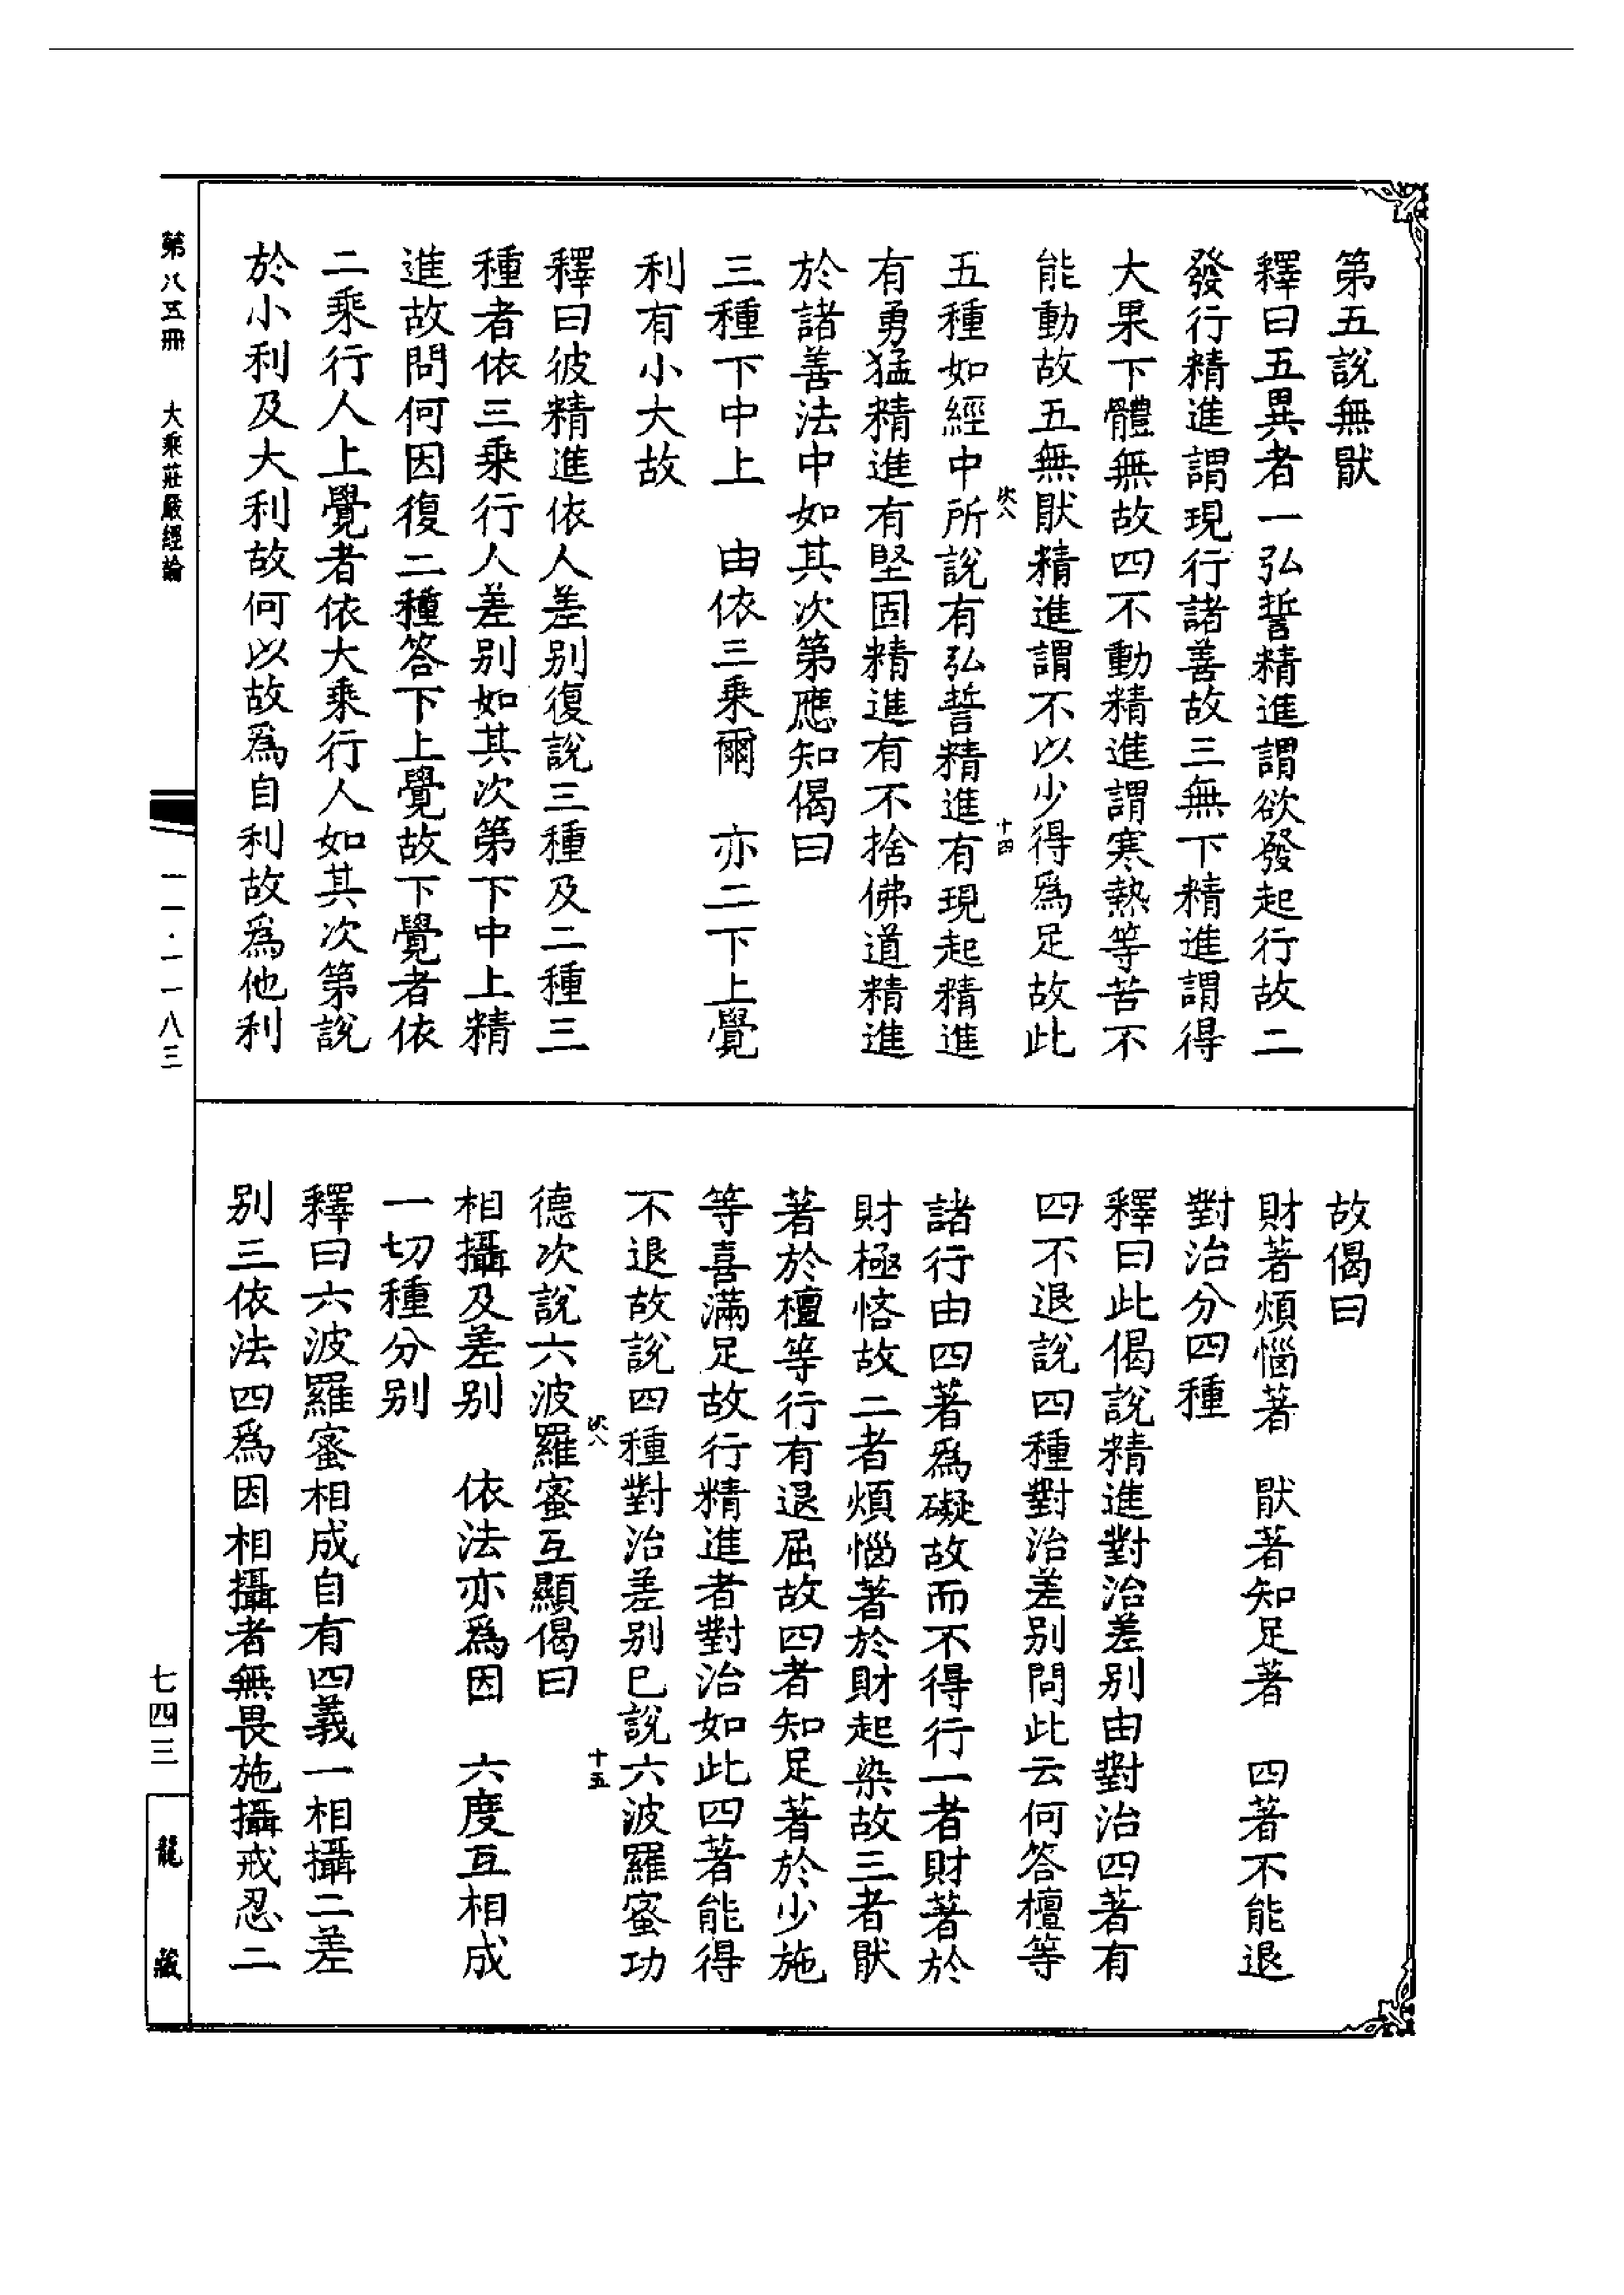 第五說無猒
釋曰五異者一弘誓精進謂欲發起行故二
發行精進謂現行諸善故三無下精進謂得
大果下體無故四不動精進謂寒熱等苦不
能動故五無猒精進謂不以少得爲足故此
五種如經中所說有弘誓精進有現起精進
有勇猛精進有堅固精進有不捨佛道精進
於諸善法中如其次第應知偈曰
三種下中上　由依三乘爾　亦二下上覺
利有小大故
釋曰彼精進依人差别復說三種及二種三
種者依三乘行人差别如其次第下中上精
進故問何因復二種答下上覺故下覺者依
二乘行人上覺者依大乘行人如其次第說
於小利及大利故何以故爲自利故爲他利
故偈曰
財著煩惱著　猒著知足著　四著不能退
對治分四種
釋曰此偈說精進對治差别由對治四著有
四不退說四種對治差别問此云何答檀等
諸行由四著爲礙故而不得行一者財著於
財極悋故二者煩惱著於財起染故三者猒
著於檀等行有退屈故四者知足著於少施
等喜滿足故行精進者對治如此四著能得
不退故說四種對治差别巳說六波羅蜜功
德次說六波羅蜜互顯偈曰
相攝及差别　依法亦爲因　六度互相成
一切種分别
釋曰六波羅蜜相成自有四義一相攝二差
别三依法四爲因相攝者無畏施攝戒忍二
十四
十五
第八五冊　大乘莊嚴經論
一一·一一八三
七四三
龍藏